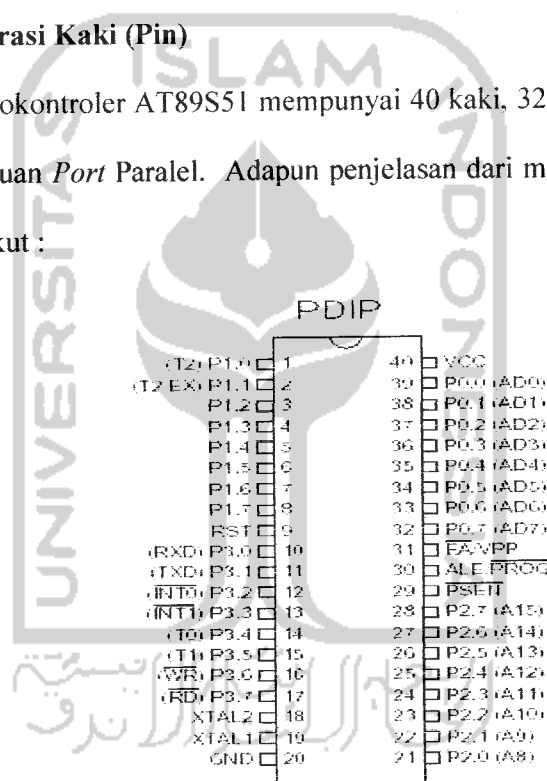 rasi Kaki (Pin)
okontroler AT89S51 mempunyai 40 kaki, 32
uan Port Paralel. Adapun penjelasan dari m
kut :
ISLAM
UNIVERSITAS
INDONESIA
PDIP
(T2) P1.0 1 40 VCC
(T2 EX) P1.1 2 39 P0.0 (AD0)
P1.2 3 38 P0.1 (AD1)
P1.3 4 37 P0.2 (AD2)
P1.4 5 36 P0.3 (AD3)
P1.5 6 35 P0.4 (AD4)
P1.6 7 34 P0.5 (AD5)
P1.7 8 33 P0.6 (AD6)
RST 9 32 P0.7 (AD7)
(RXD) P3.0 10 31 EA/VPP
(TXD) P3.1 11 30 ALE/PROG
(INT0) P3.2 12 29 PSEN
(INT1) P3.3 13 28 P2.7 (A15)
(T0) P3.4 14 27 P2.6 (A14)
(T1) P3.5 15 26 P2.5 (A13)
(WR) P3.6 16 25 P2.4 (A12)
(RD) P3.7 17 24 P2.3 (A11)
XTAL2 18 23 P2.2 (A10)
XTAL1 19 22 P2.1 (A9)
GND 20 21 P2.0 (A8)